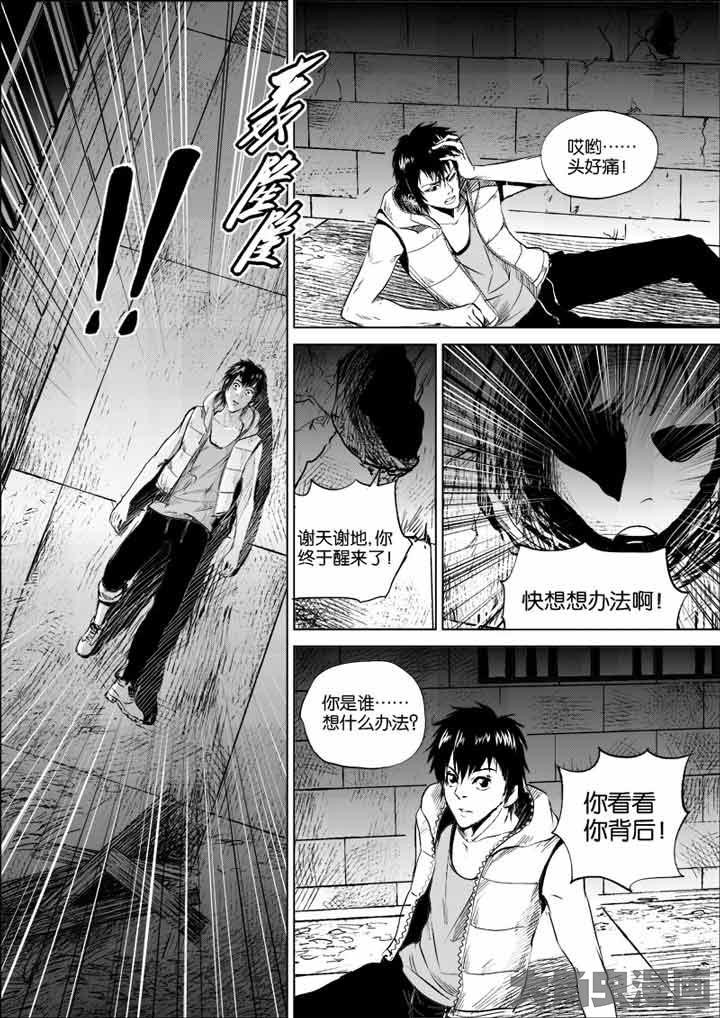 !!
哎哟……
头好痛！
谢天谢地,你
终于醒来了！
快想想办法啊！
你是谁……
想什么办法？
你看看
你背后！